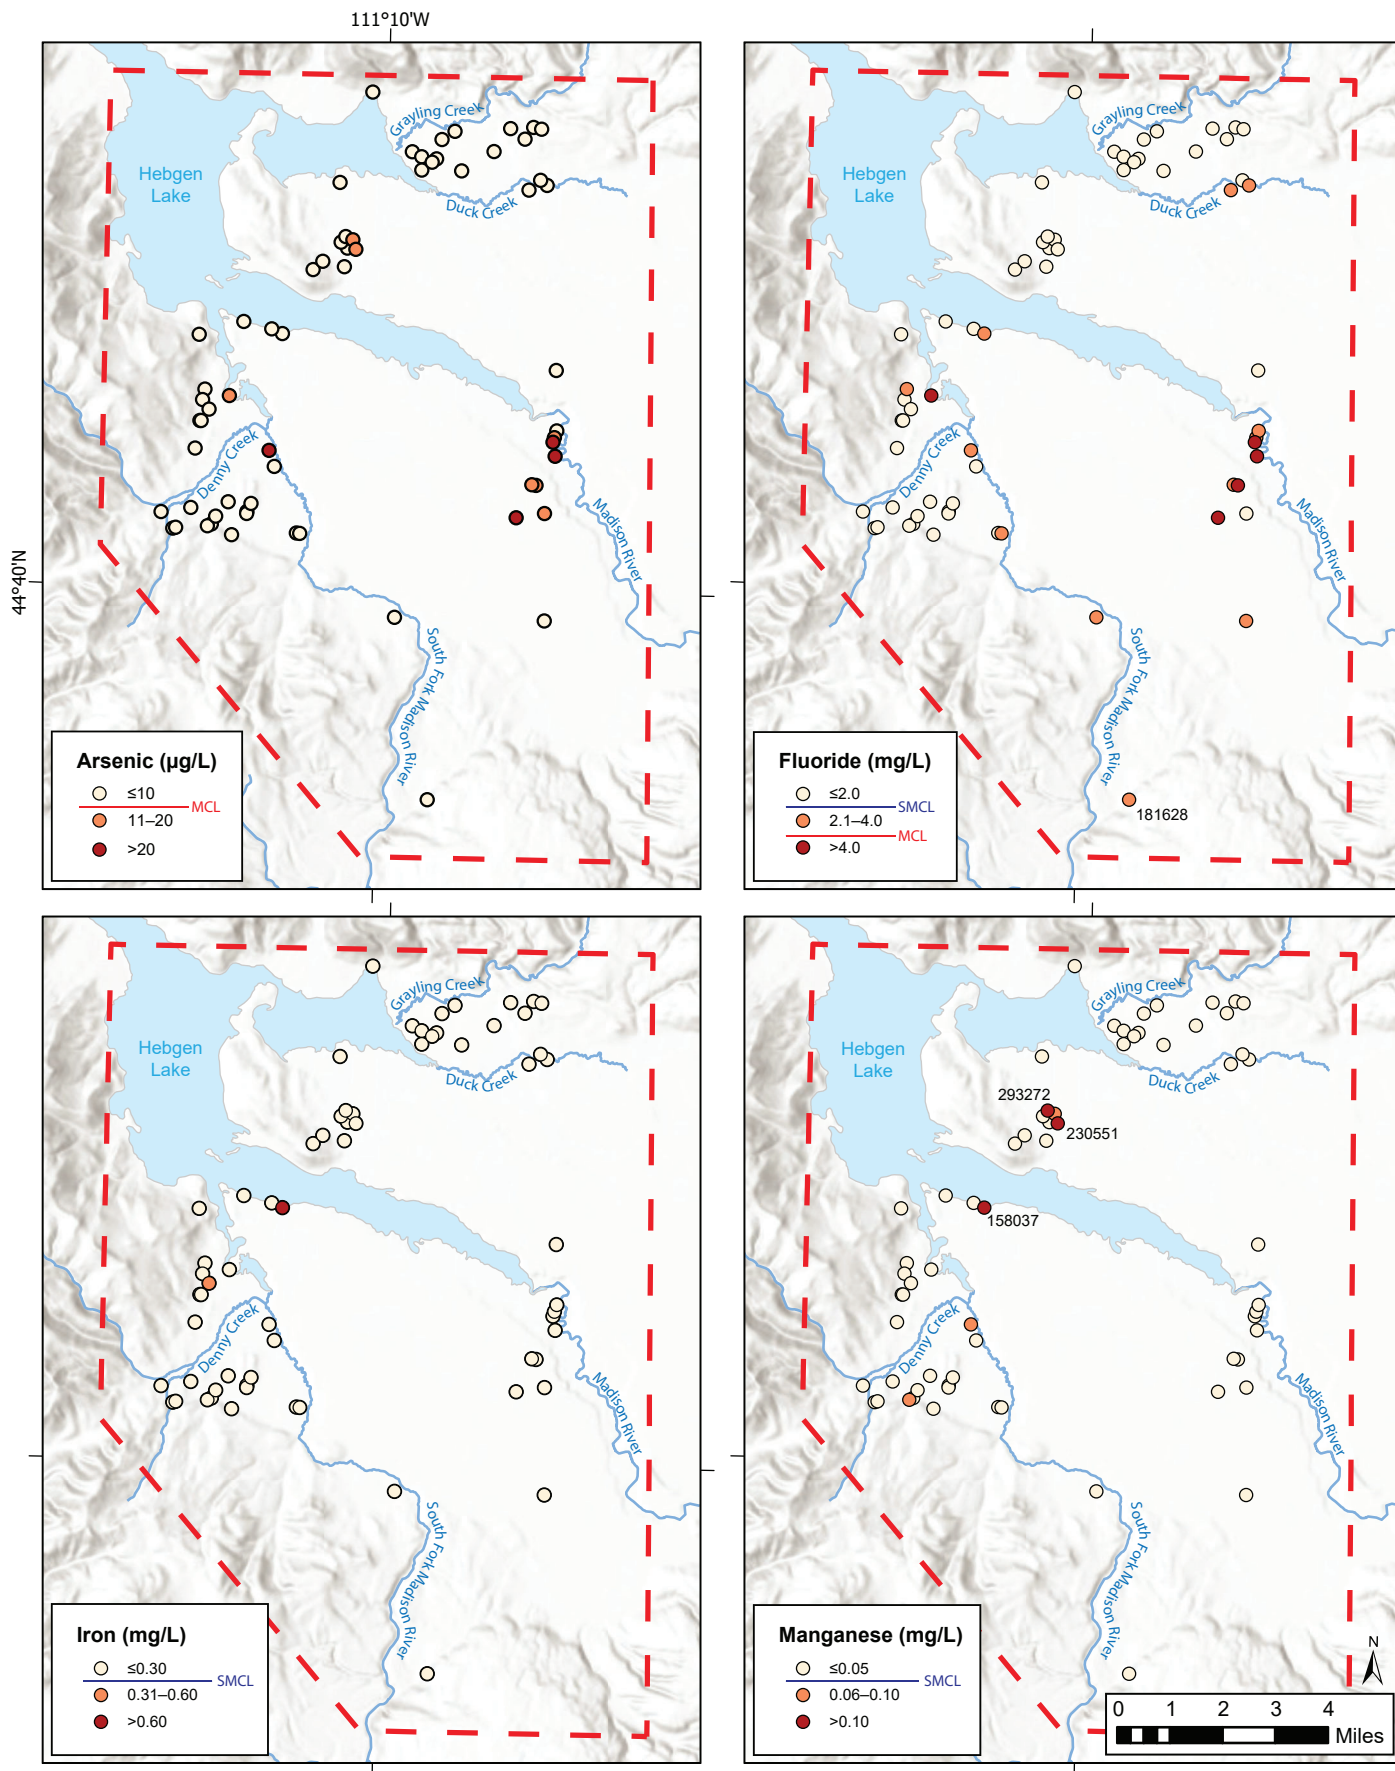 111°10'W
44°40'N
Grayling Creek
Hebgen
Lake
Duck Creek
Denny Creek
Madison River
South Fork Madison River
Arsenic (µg/L)
≤10
MCL
11–20
>20
Grayling Creek
Hebgen
Lake
Duck Creek
Denny Creek
Madison River
South Fork Madison River
181628
Fluoride (mg/L)
≤2.0
SMCL
2.1–4.0
MCL
>4.0
Grayling Creek
Hebgen
Lake
Duck Creek
Denny Creek
Madison River
South Fork Madison River
Iron (mg/L)
≤0.30
SMCL
0.31–0.60
>0.60
Grayling Creek
Hebgen
Lake
Duck Creek
293272
230551
158037
Denny Creek
Madison River
South Fork Madison River
Manganese (mg/L)
≤0.05
SMCL
0.06–0.10
>0.10
N
0 1 2 3 4
Miles